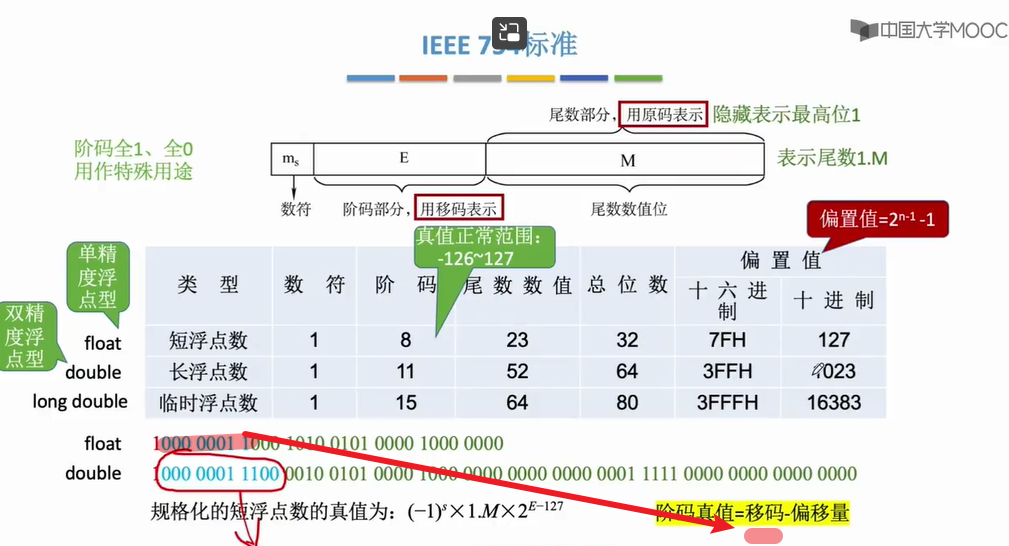 中国大学MOOC
IEEE 754标准
尾数部分，用原码表示 隐藏表示最高位1
阶码全1、全0
用作特殊用途
ms E M
表示尾数1.M
数符 阶码部分，用移码表示 尾数数值位
偏置值=2ⁿ⁻¹ -1
真值正常范围：
-126~127
单精
度浮
点型
双精
度浮
点型
类型 数符 阶码 尾数数值 总位数 偏置值
十六进制 十进制
float 短浮点数 1 8 23 32 7FH 127
double 长浮点数 1 11 52 64 3FFH 1023
long double 临时浮点数 1 15 64 80 3FFFH 16383
float 1000 0001 1000 1010 0101 0000 1000 0000
double 1000 0001 1100 0010 0101 0000 1000 0000 0000 0000 0001 1111 0000 0000 0000 0000
规格化的短浮点数的真值为：(−1)ˢ×1.M×2ᴱ⁻¹²⁷
阶码真值=移码-偏移量